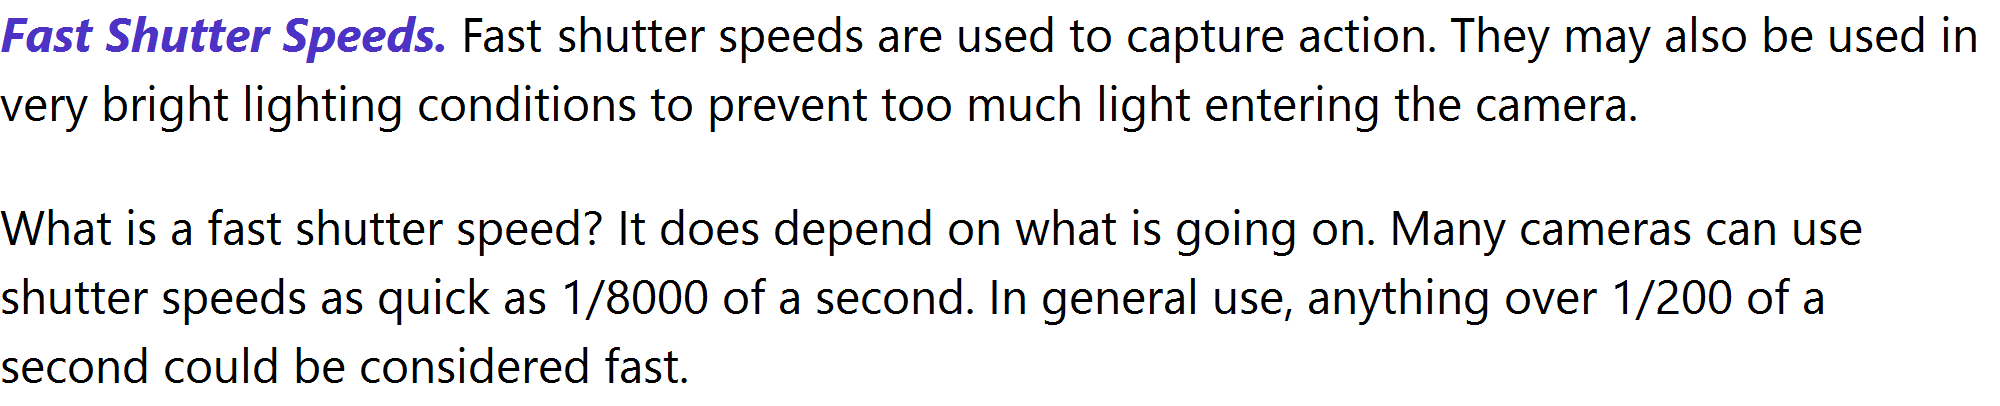 Fast Shutter Speeds. Fast shutter speeds are used to capture action. They may also be used in
very bright lighting conditions to prevent too much light entering the camera.
What is a fast shutter speed? It does depend on what is going on. Many cameras can use
shutter speeds as quick as 1/8000 of a second. In general use, anything over 1/200 of a
second could be considered fast.